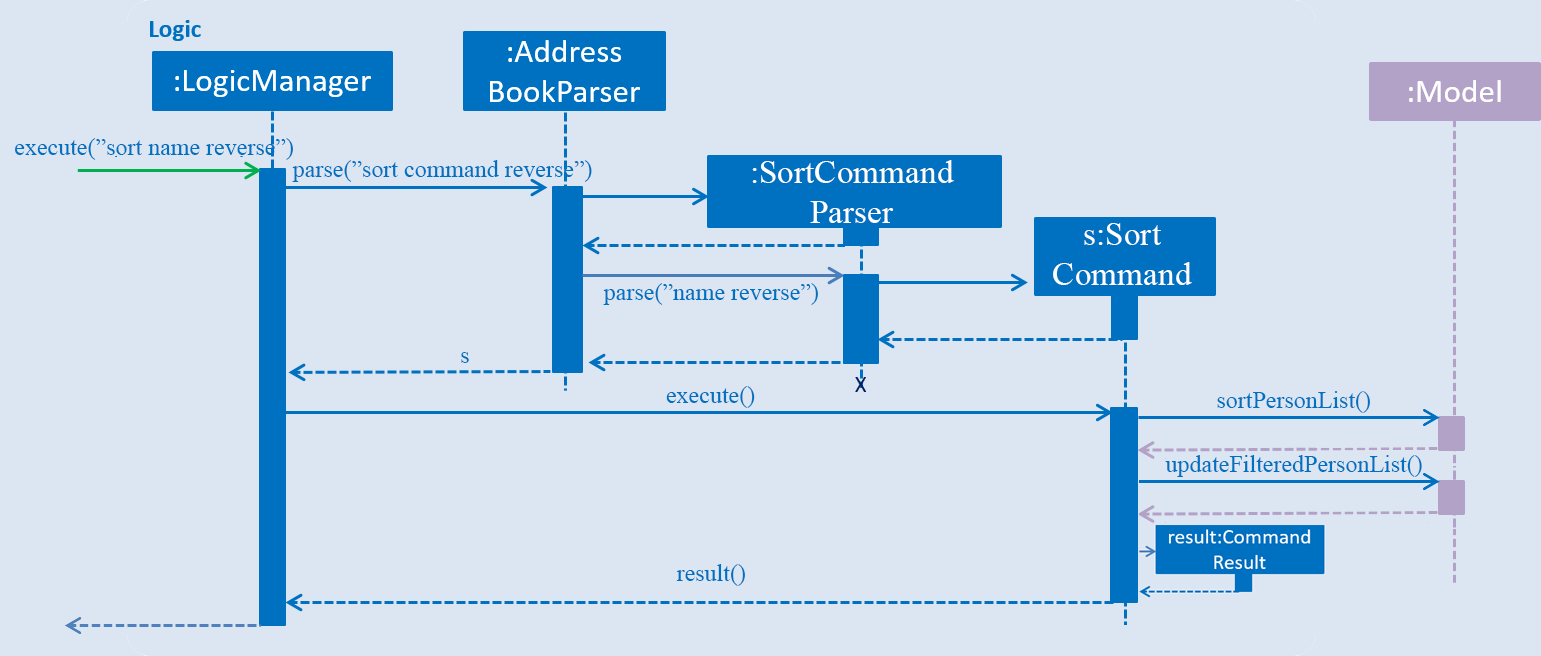 Logic
:LogicManager
:Address
BookParser
:Model
execute(”sort name reverse”)
parse(”sort command reverse”)
:SortCommand
Parser
s:Sort
Command
parse(”name reverse”)
s
X
execute()
sortPersonList()
updateFilteredPersonList()
result:Command
Result
result()